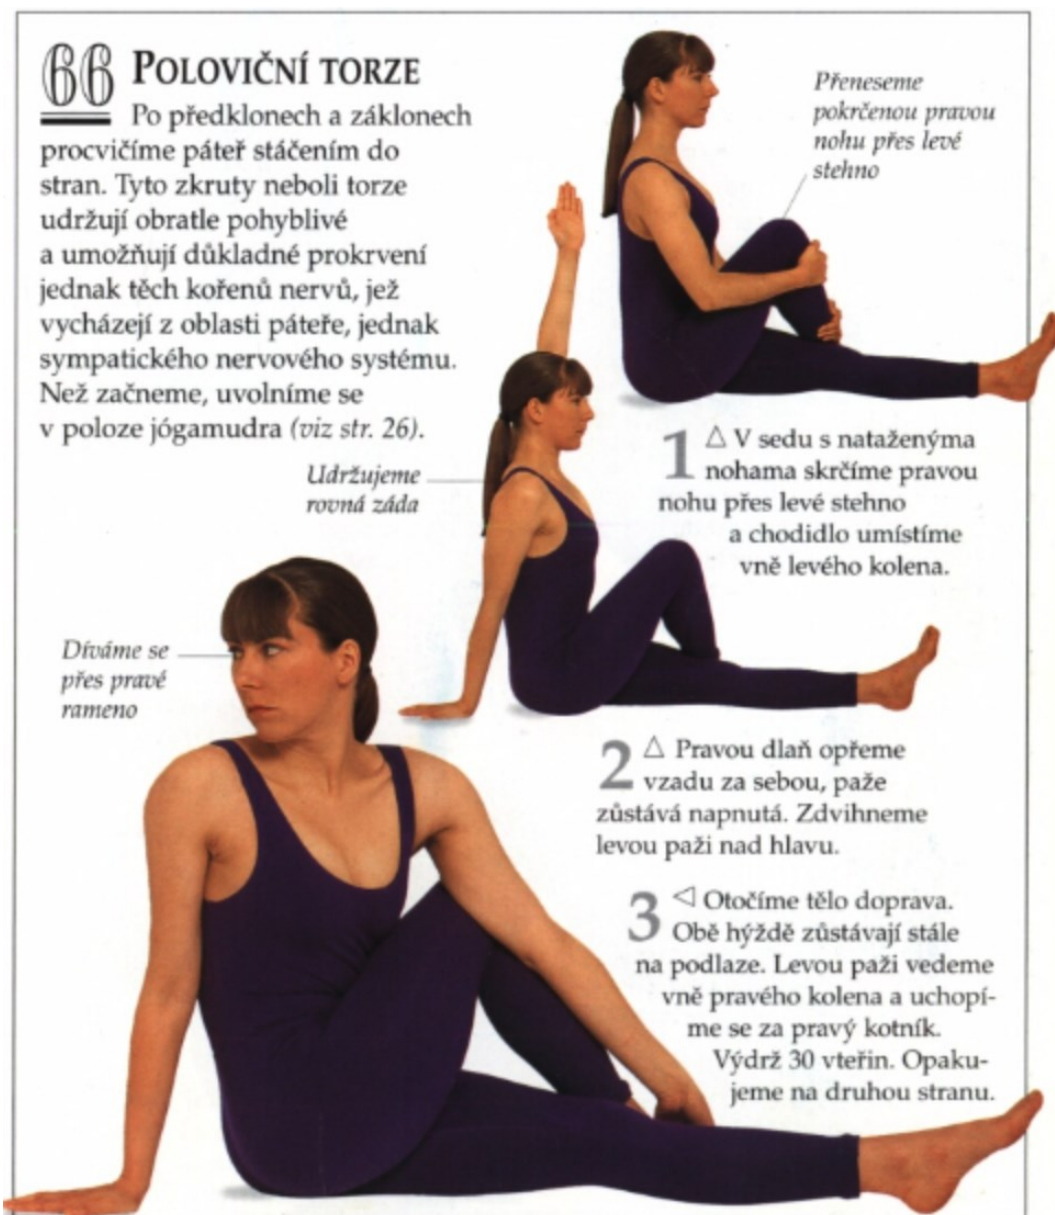 66 POLOVIČNÍ TORZE
Po předklonech a záklonech
procvičíme páteř stáčením do
stran. Tyto zkruty neboli torze
udržují obratle pohyblivé
a umožňují důkladné prokrvení
jednak těch kořenů nervů, jež
vycházejí z oblasti páteře, jednak
sympatického nervového systému.
Než začneme, uvolníme se
v poloze jógamudra (viz str. 26).
Přeneseme
pokrčenou pravou
nohu přes levé
stehno
1 △ V sedu s nataženýma
nohama skrčíme pravou
nohu přes levé stehno
a chodidlo umístíme
vně levého kolena.
Udržujeme
rovná záda
2 △ Pravou dlaň opřeme
vzadu za sebou, paže
zůstává napnutá. Zdvihneme
levou paži nad hlavu.
Díváme se
přes pravé
rameno
3 ◁ Otočíme tělo doprava.
Obě hýždě zůstávají stále
na podlaze. Levou paži vedeme
vně pravého kolena a uchopí-
me se za pravý kotník.
Výdrž 30 vteřin. Opaku-
jeme na druhou stranu.